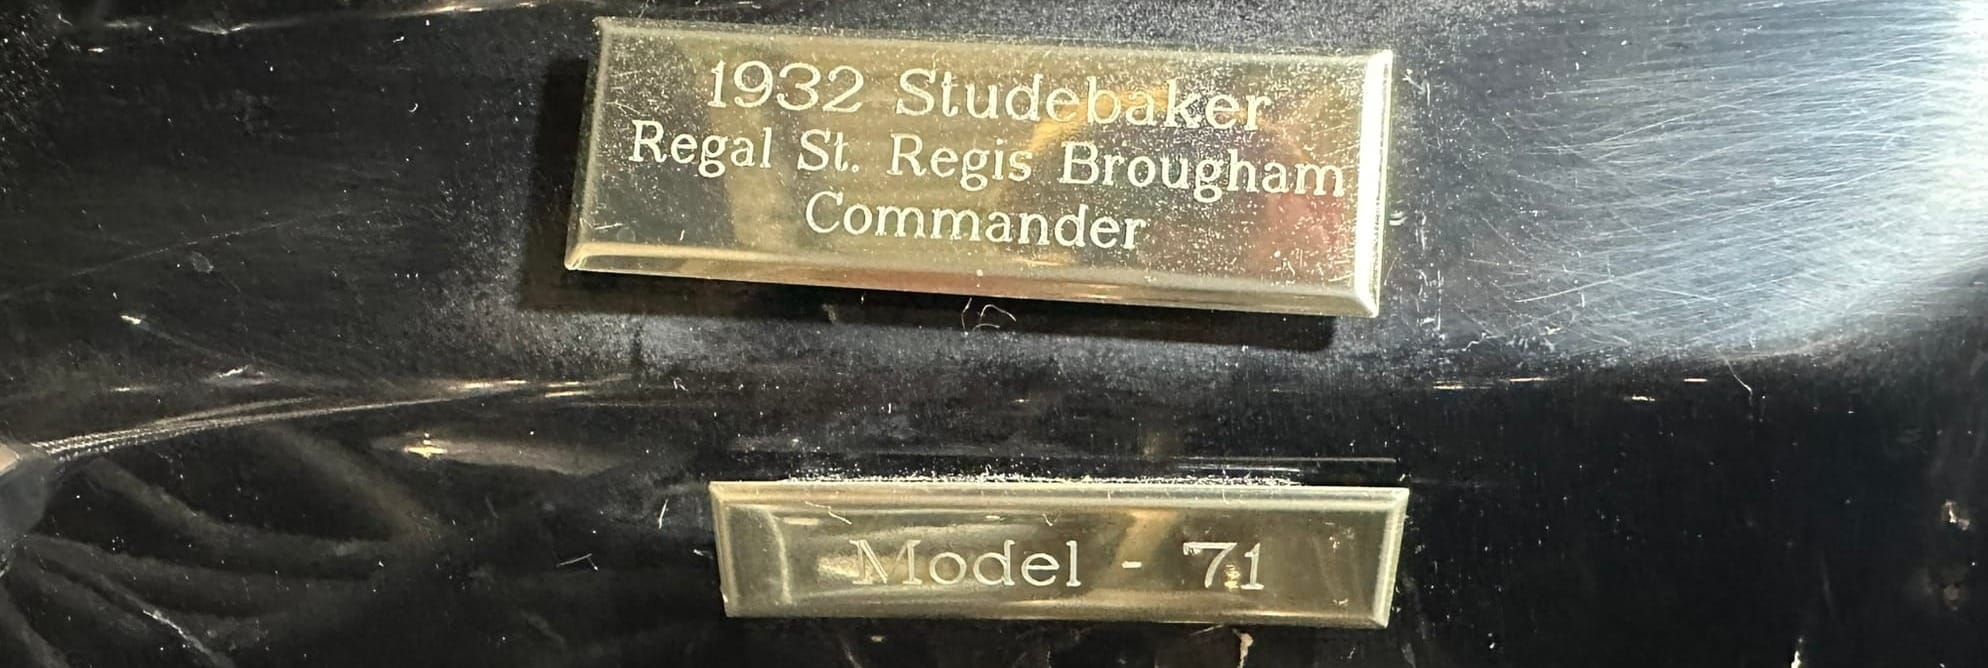 1932 Studebaker
Regal St. Regis Brougham
Commander
Model - 71